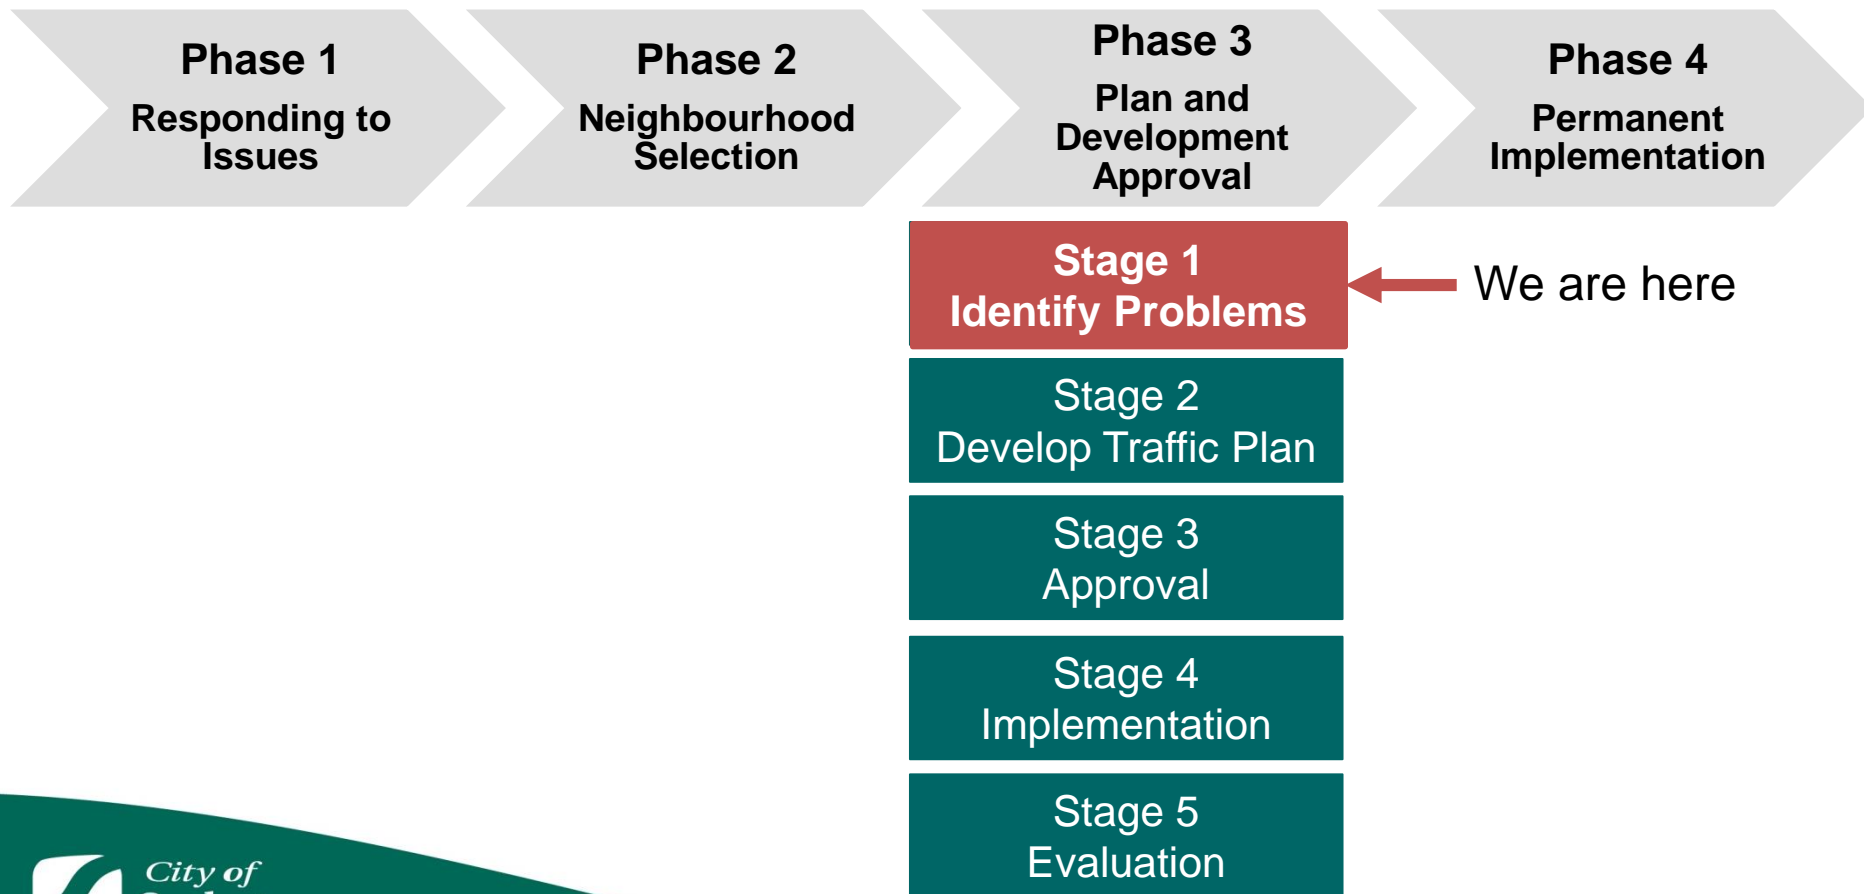 Phase 1
Responding to
Issues
Phase 2
Neighbourhood
Selection
Phase 3
Plan and
Development
Approval
Phase 4
Permanent
Implementation
Stage 1
Identify Problems
We are here
Stage 2
Develop Traffic Plan
Stage 3
Approval
Stage 4
Implementation
Stage 5
Evaluation
City of